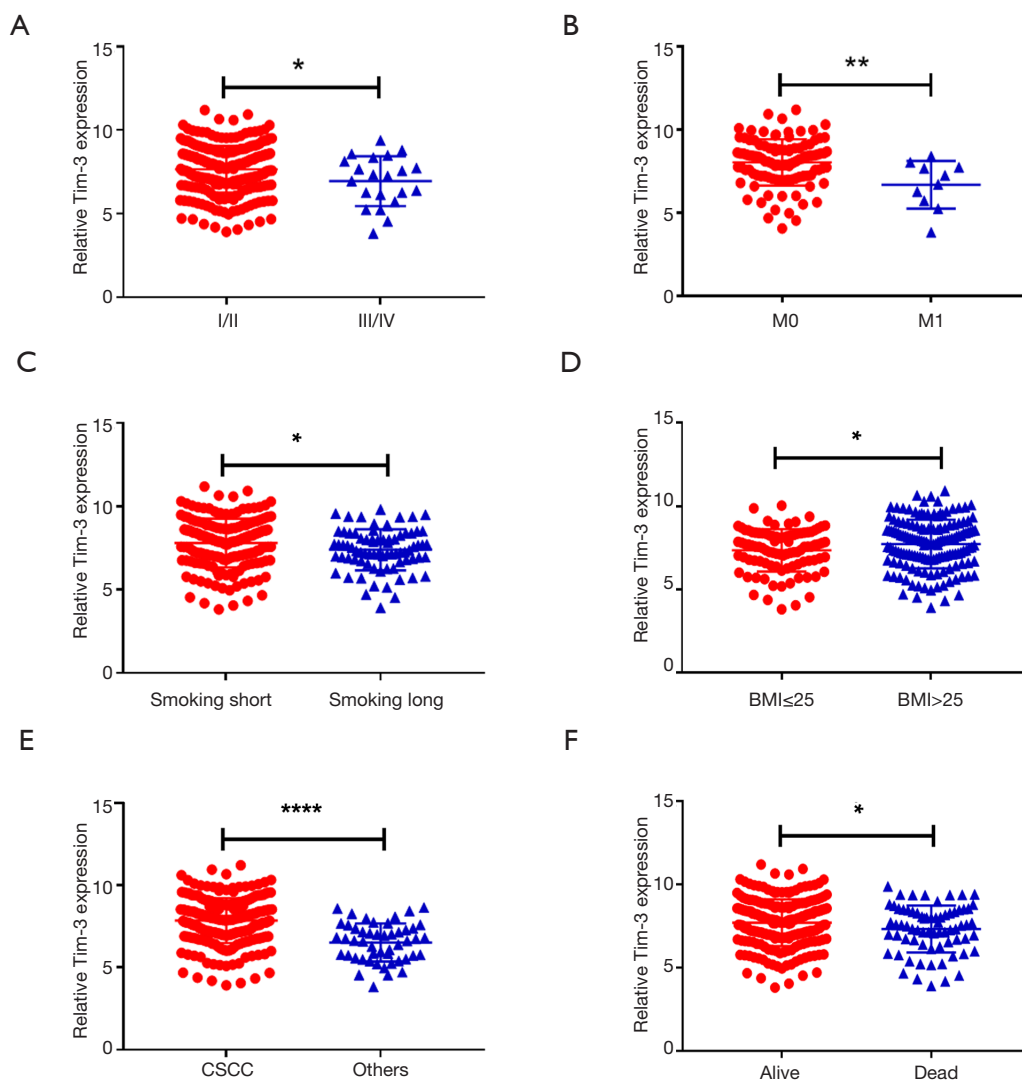 A
Relative Tim-3 expression
15
10
5
0
*
I/II
III/IV
B
Relative Tim-3 expression
15
10
5
0
**
M0
M1
C
Relative Tim-3 expression
15
10
5
0
*
Smoking short
Smoking long
D
Relative Tim-3 expression
15
10
5
0
*
BMI≤25
BMI>25
E
Relative Tim-3 expression
15
10
5
0
****
CSCC
Others
F
Relative Tim-3 expression
15
10
5
0
*
Alive
Dead